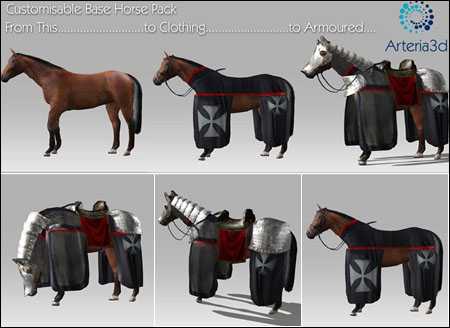 Customisable Base Horse Pack
From This........................to Clothing........................to Armoured....
Arteria3d